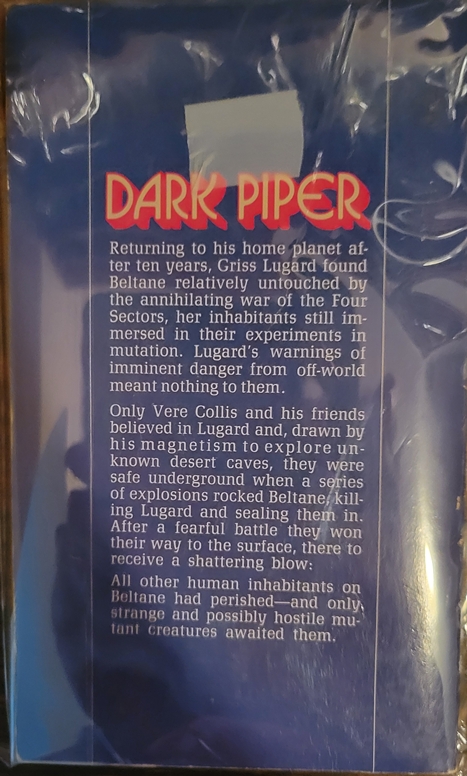 DARK PIPER
Returning to his home planet af-
ter ten years, Griss Lugard found
Beltane relatively untouched by
the annihilating war of the Four
Sectors, her inhabitants still im-
mersed in their experiments in
mutation. Lugard's warnings of
imminent danger from off-world
meant nothing to them.
Only Vere Collis and his friends
believed in Lugard and, drawn by
his magnetism to explore un-
known desert caves, they were
safe underground when a series
of explosions rocked Beltane, kill-
ing Lugard and sealing them in.
After a fearful battle they won
their way to the surface, there to
receive a shattering blow:
All other human inhabitants on
Beltane had perished—and only
strange and possibly hostile mu-
tant creatures awaited them.